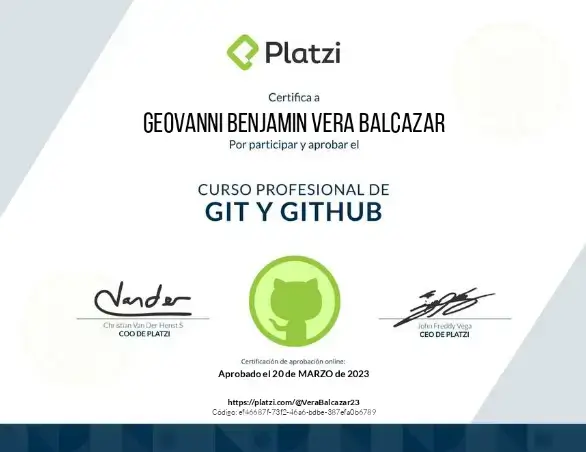 Platzi
Certifica a
GEOVANNI BENJAMIN VERA BALCAZAR
Por participar y aprobar el
CURSO PROFESIONAL DE
GIT Y GITHUB
Christian Van Der Henst S
COO DE PLATZI
John Freddy Vega
CEO DE PLATZI
Certificación de aprobación online:
Aprobado el 20 de MARZO de 2023
https://platzi.com/@VeraBalcazar23
Código: ef46687f-73f2-46a6-bdbe-387efa0b6789